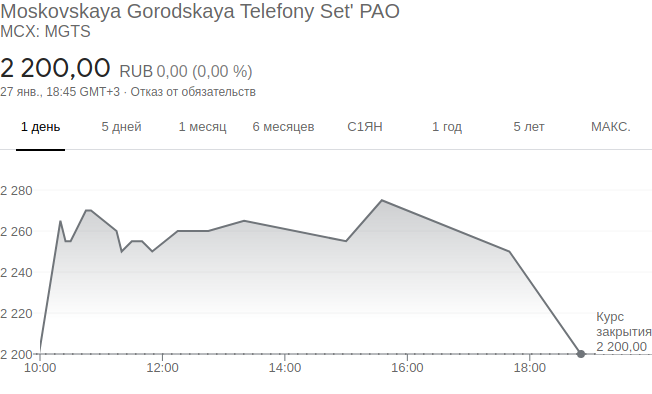 Moskovskaya Gorodskaya Telefony Set' PAO
MCX: MGTS
2 200,00 RUB 0,00 (0,00 %)
27 янв., 18:45 GMT+3 · Отказ от обязательств
1 день 5 дней 1 месяц 6 месяцев С1ЯН 1 год 5 лет МАКС.
2 280
2 260
2 240
2 220
Курс
закрытия
2 200,00
2 200
10:00 12:00 14:00 16:00 18:00